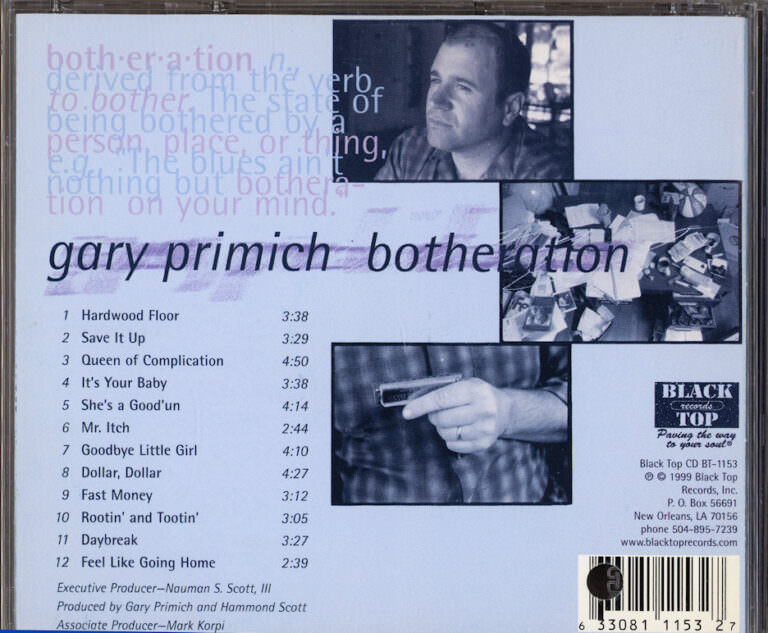 both·er·a·tion n.,
derived from the verb
to bother. The state of
being bothered by a
person, place, or thing,
e.g., "The blues ain't
nothing but bothera-
tion on your mind."
gary primich botheration
1 Hardwood Floor 3:38
2 Save It Up 3:29
3 Queen of Complication 4:50
4 It's Your Baby 3:38
5 She's a Good'un 4:14
6 Mr. Itch 2:44
7 Goodbye Little Girl 4:10
8 Dollar, Dollar 4:27
9 Fast Money 3:12
10 Rootin' and Tootin' 3:05
11 Daybreak 3:27
12 Feel Like Going Home 2:39
Executive Producer—Nauman S. Scott, III
Produced by Gary Primich and Hammond Scott
Associate Producer—Mark Korpi
BLACK
records
TOP
Paving the way
to your soul®
Black Top CD BT-1153
℗ © 1999 Black Top
Records, Inc.
P. O. Box 56691
New Orleans, LA 70156
phone 504-895-7239
www.blacktoprecords.com
6 33081 1153 2 7